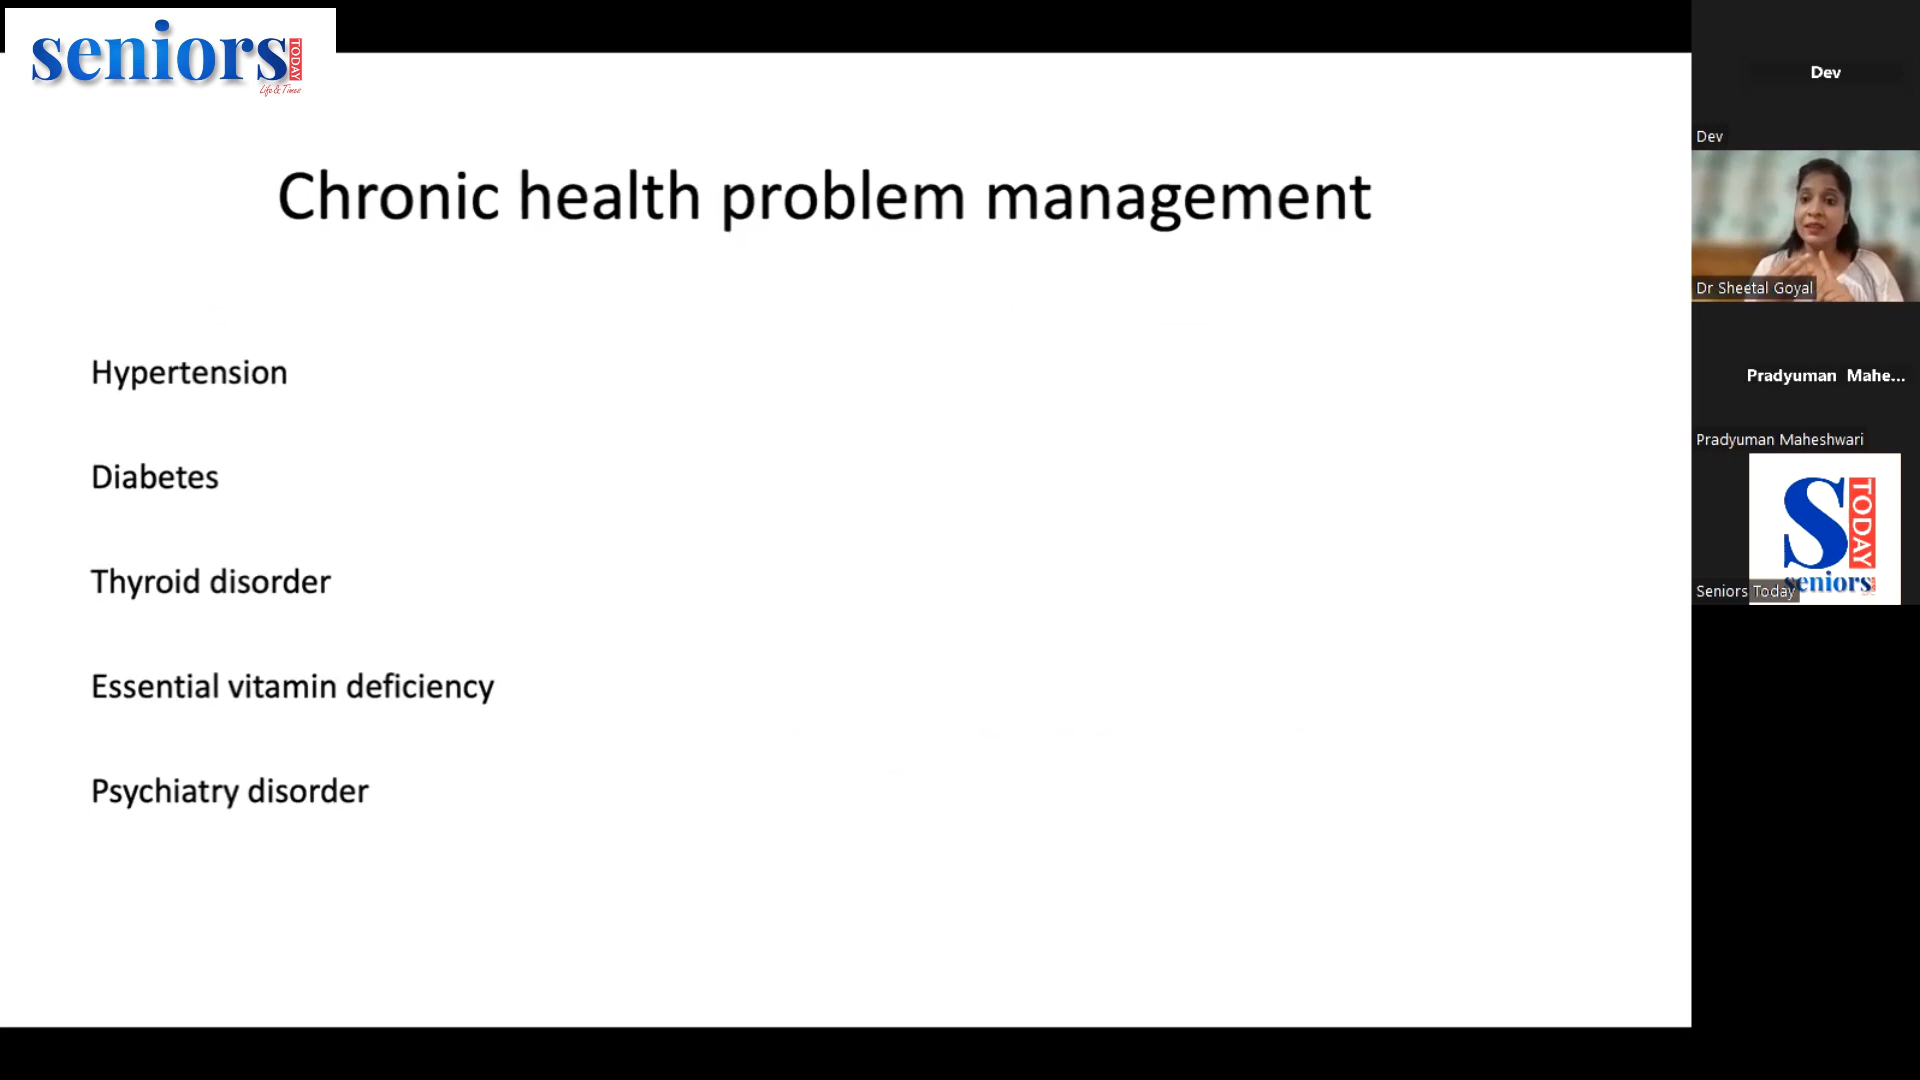 seniors
TODAY
Life & Times
Chronic health problem management
Hypertension
Diabetes
Thyroid disorder
Essential vitamin deficiency
Psychiatry disorder
Dev
Dev
Dr Sheetal Goyal
Pradyuman Mahe...
Pradyuman Maheshwari
S
TODAY
seniors
Seniors Today